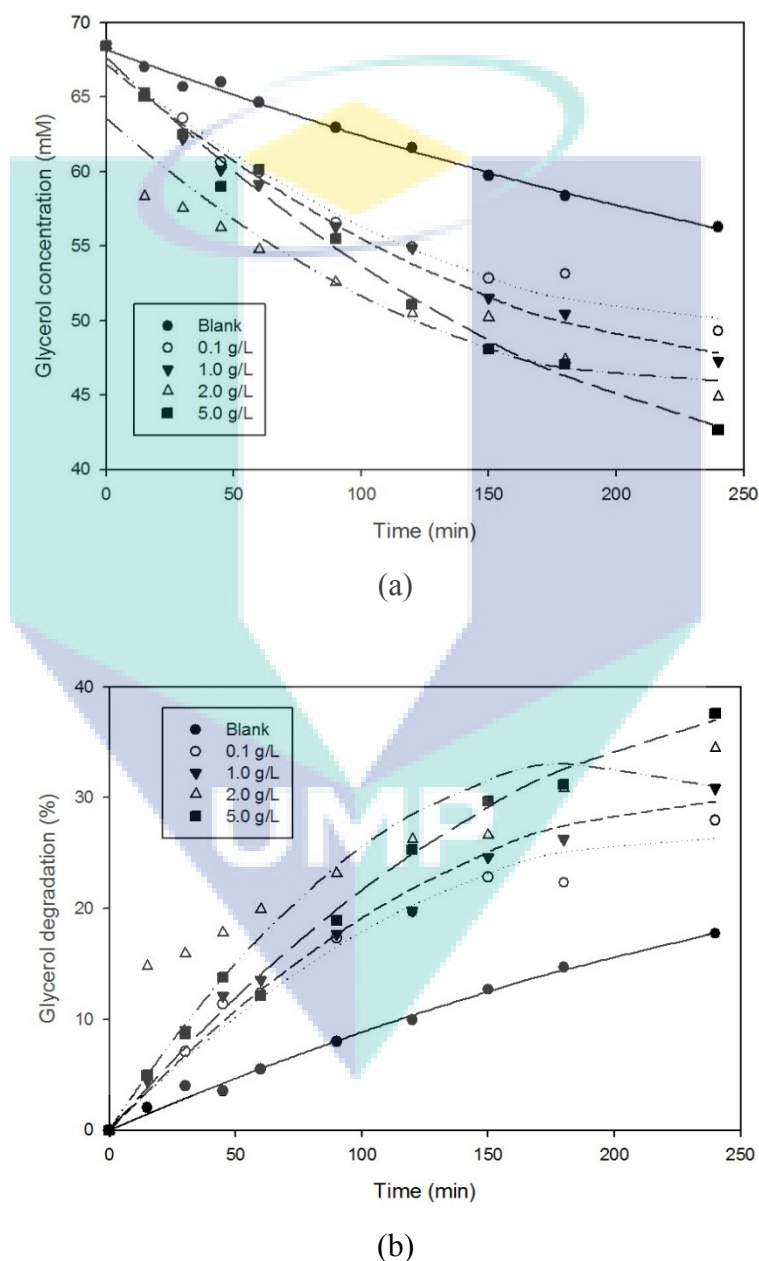 70
65
60
55
50
45
40
Glycerol concentration (mM)
Blank
0.1 g/L
1.0 g/L
2.0 g/L
5.0 g/L
0 50 100 150 200 250
Time (min)
(a)
40
30
20
10
0
Glycerol degradation (%)
Blank
0.1 g/L
1.0 g/L
2.0 g/L
5.0 g/L
UMP
0 50 100 150 200 250
Time (min)
(b)